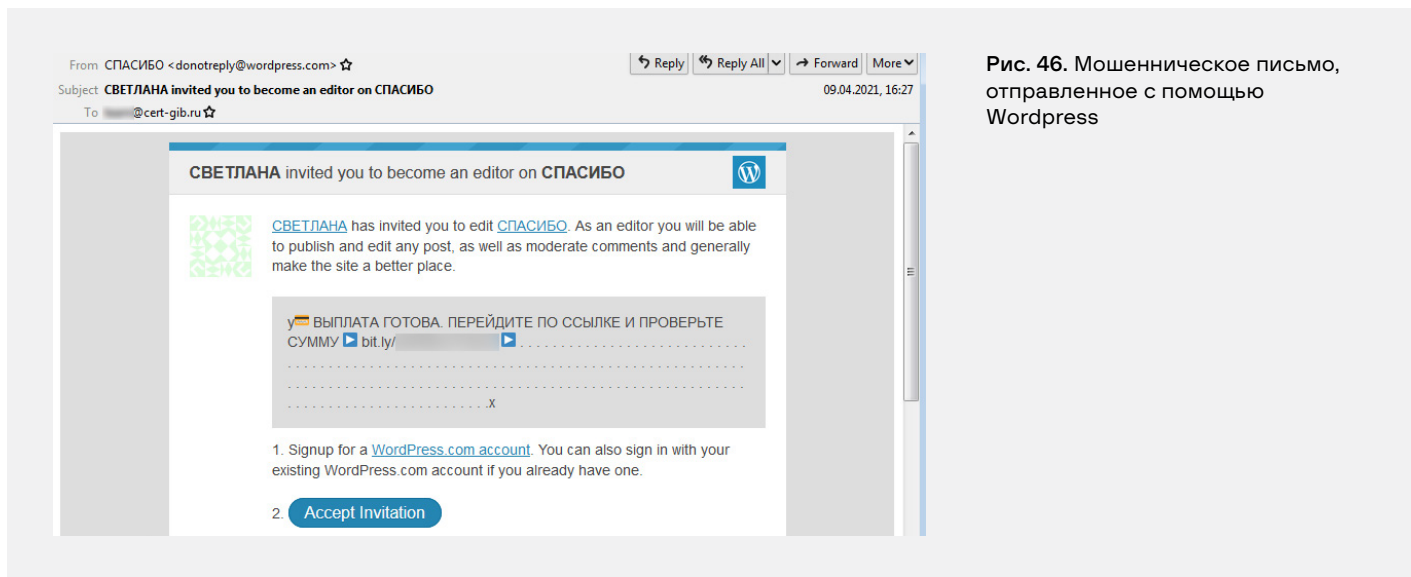 From СПАСИБО <donotreply@wordpress.com>
Reply
Reply All
Forward
More
Subject СВЕТЛАНА invited you to become an editor on СПАСИБО
09.04.2021, 16:27
To @cert-gib.ru
СВЕТЛАНА invited you to become an editor on СПАСИБО
СВЕТЛАНА has invited you to edit СПАСИБО. As an editor you will be able
to publish and edit any post, as well as moderate comments and generally
make the site a better place.
y💳 ВЫПЛАТА ГОТОВА. ПЕРЕЙДИТЕ ПО ССЫЛКЕ И ПРОВЕРЬТЕ
СУММУ ▶ bit.ly/ ▶ . . . . . . . . . . . . . . . . . . . . . . . . . . . .
. . . . . . . . . . . . . . . . . . . . . . . . . . . . . . . . . . . . . . . . . . . . . . . . . . . . . . . .
. . . . . . . . . . . . . . . . . . . . . . . . . . . . . . . . . . . . . . . . . . . . . . . . . . . . . . . .
. . . . . . . . . . . . . . . . . . . . . . . . .x
1. Signup for a WordPress.com account. You can also sign in with your
existing WordPress.com account if you already have one.
2. Accept Invitation
Рис. 46. Мошенническое письмо,
отправленное с помощью
Wordpress